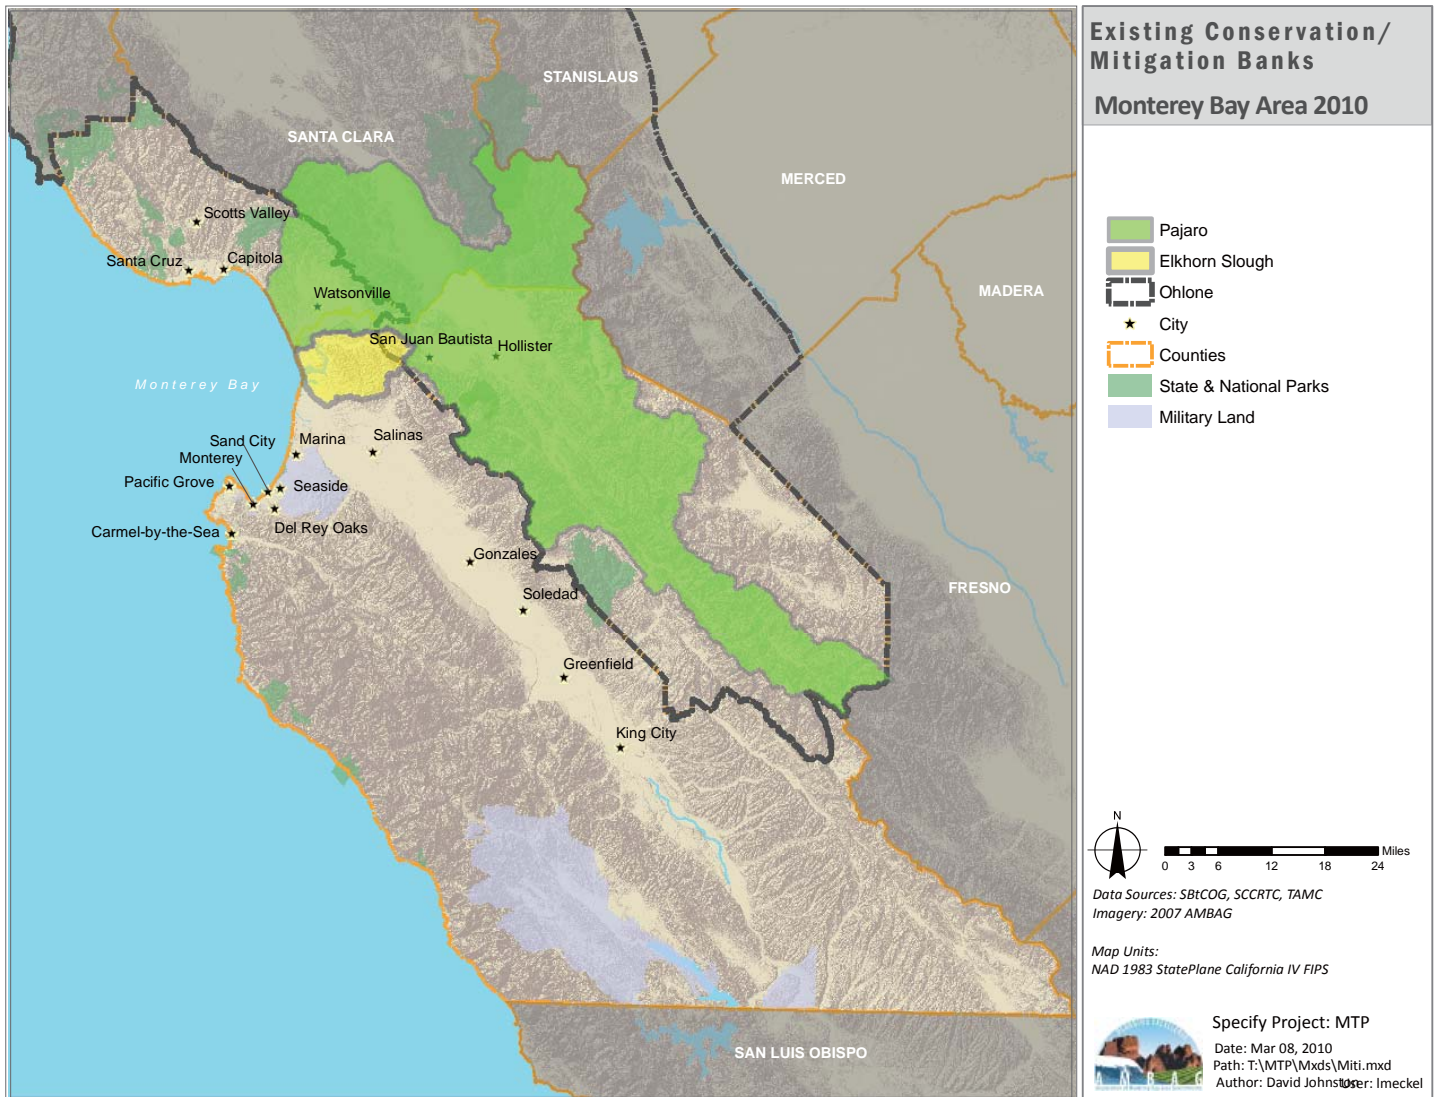 Existing Conservation/
Mitigation Banks
Monterey Bay Area 2010
STANISLAUS
SANTA CLARA
MERCED
MADERA
FRESNO
SAN LUIS OBISPO
Scotts Valley
Santa Cruz
Capitola
Watsonville
San Juan Bautista
Hollister
Monterey Bay
Marina
Salinas
Sand City
Monterey
Pacific Grove
Seaside
Del Rey Oaks
Carmel-by-the-Sea
Gonzales
Soledad
Greenfield
King City
Pajaro
Elkhorn Slough
Ohlone
City
Counties
State & National Parks
Military Land
N
Miles
0 3 6 12 18 24
Data Sources: SBtCOG, SCCRTC, TAMC
Imagery: 2007 AMBAG
Map Units:
NAD 1983 StatePlane California IV FIPS
Specify Project: MTP
Date: Mar 08, 2010
Path: T:\MTP\Mxds\Miti.mxd
Author: David Johnston User: lmeckel
AMBAG